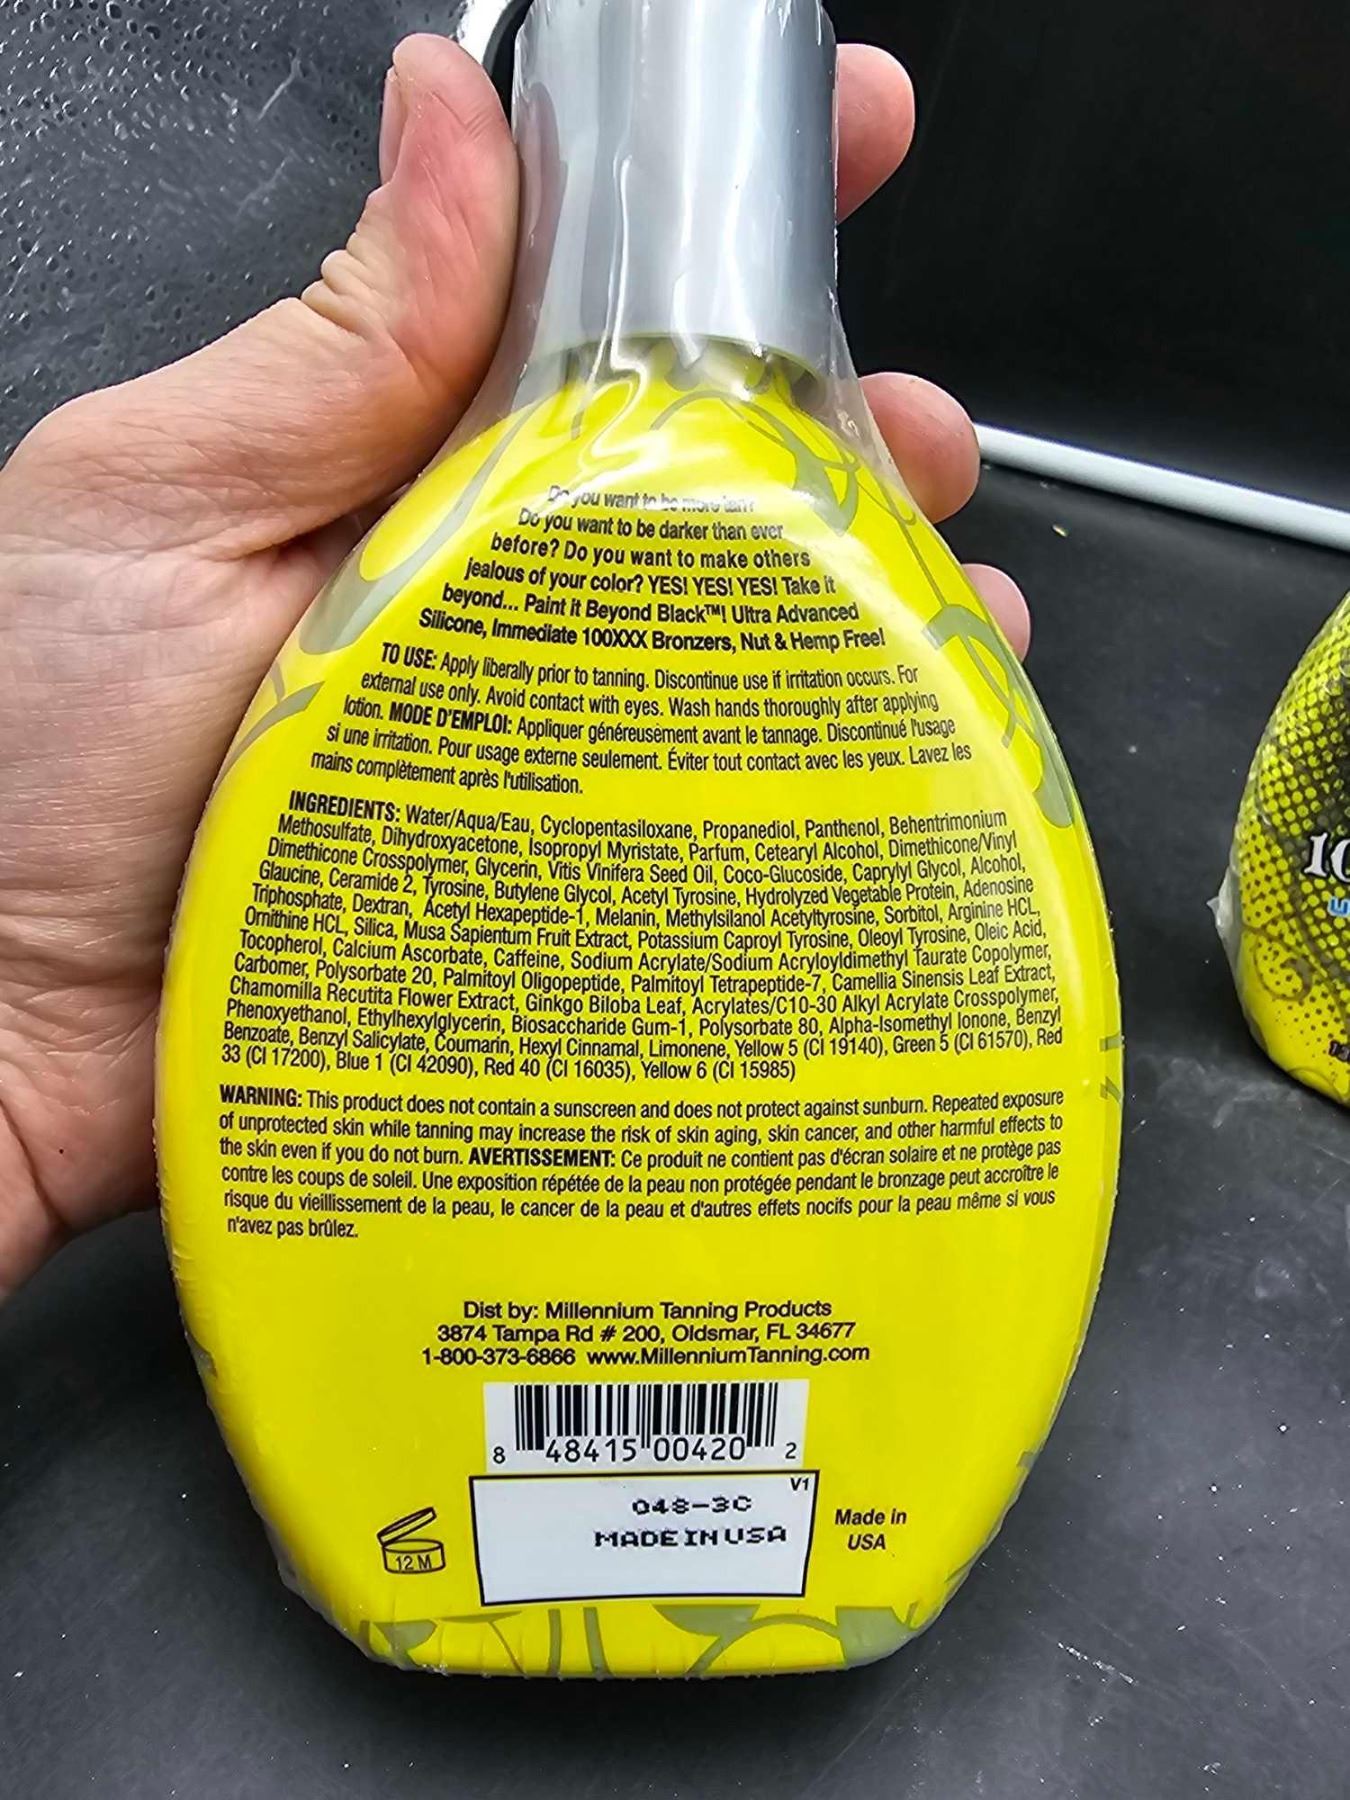 Do you want to be more tan?
Do you want to be darker than ever
before? Do you want to make others
jealous of your color? YES! YES! YES! Take it
beyond... Paint it Beyond Black™! Ultra Advanced
Silicone, Immediate 100XXX Bronzers, Nut & Hemp Free!
TO USE: Apply liberally prior to tanning. Discontinue use if irritation occurs. For
external use only. Avoid contact with eyes. Wash hands thoroughly after applying
lotion. MODE D'EMPLOI: Appliquer généreusement avant le tannage. Discontinué l'usage
si une irritation. Pour usage externe seulement. Éviter tout contact avec les yeux. Lavez les
mains complètement après l'utilisation.
INGREDIENTS: Water/Aqua/Eau, Cyclopentasiloxane, Propanediol, Panthenol, Behentrimonium
Methosulfate, Dihydroxyacetone, Isopropyl Myristate, Parfum, Cetearyl Alcohol, Dimethicone/Vinyl
Dimethicone Crosspolymer, Glycerin, Vitis Vinifera Seed Oil, Coco-Glucoside, Caprylyl Glycol, Alcohol,
Glaucine, Ceramide 2, Tyrosine, Butylene Glycol, Acetyl Tyrosine, Hydrolyzed Vegetable Protein, Adenosine
Triphosphate, Dextran, Acetyl Hexapeptide-1, Melanin, Methylsilanol Acetyltyrosine, Sorbitol, Arginine HCL,
Ornithine HCL, Silica, Musa Sapientum Fruit Extract, Potassium Caproyl Tyrosine, Oleoyl Tyrosine, Oleic Acid,
Tocopherol, Calcium Ascorbate, Caffeine, Sodium Acrylate/Sodium Acryloyldimethyl Taurate Copolymer,
Carbomer, Polysorbate 20, Palmitoyl Oligopeptide, Palmitoyl Tetrapeptide-7, Camellia Sinensis Leaf Extract,
Chamomilla Recutita Flower Extract, Ginkgo Biloba Leaf, Acrylates/C10-30 Alkyl Acrylate Crosspolymer,
Phenoxyethanol, Ethylhexylglycerin, Biosaccharide Gum-1, Polysorbate 80, Alpha-Isomethyl Ionone, Benzyl
Benzoate, Benzyl Salicylate, Coumarin, Hexyl Cinnamal, Limonene, Yellow 5 (CI 19140), Green 5 (CI 61570), Red
33 (CI 17200), Blue 1 (CI 42090), Red 40 (CI 16035), Yellow 6 (CI 15985)
WARNING: This product does not contain a sunscreen and does not protect against sunburn. Repeated exposure
of unprotected skin while tanning may increase the risk of skin aging, skin cancer, and other harmful effects to
the skin even if you do not burn. AVERTISSEMENT: Ce produit ne contient pas d'écran solaire et ne protège pas
contre les coups de soleil. Une exposition répétée de la peau non protégée pendant le bronzage peut accroître le
risque du vieillissement de la peau, le cancer de la peau et d'autres effets nocifs pour la peau même si vous
n'avez pas brûlez.
Dist by: Millennium Tanning Products
3874 Tampa Rd # 200, Oldsmar, FL 34677
1-800-373-6866 www.MillenniumTanning.com
8 48415 00420 2
V1
048-3C
MADE IN USA
Made in
USA
12 M
10